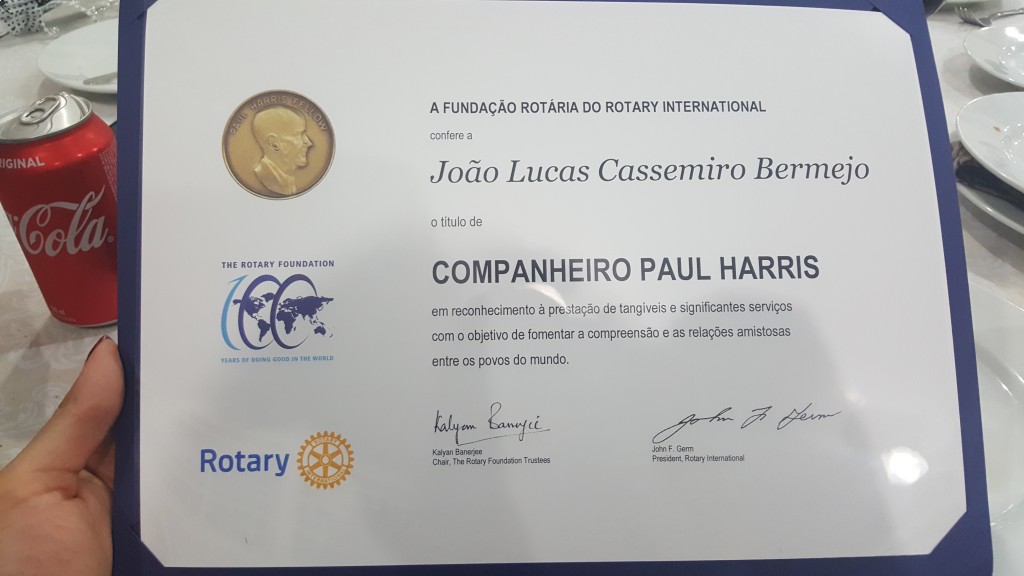 PAUL HARRIS FELLOW
A FUNDAÇÃO ROTÁRIA DO ROTARY INTERNATIONAL
confere a
João Lucas Cassemiro Bermejo
o título de
COMPANHEIRO PAUL HARRIS
em reconhecimento à prestação de tangíveis e significantes serviços
com o objetivo de fomentar a compreensão e as relações amistosas
entre os povos do mundo.
THE ROTARY FOUNDATION
100
YEARS OF DOING GOOD IN THE WORLD
Rotary
Kalyan Banerjee
Kalyan Banerjee
Chair, The Rotary Foundation Trustees
John F. Germ
John F. Germ
President, Rotary International
Cola